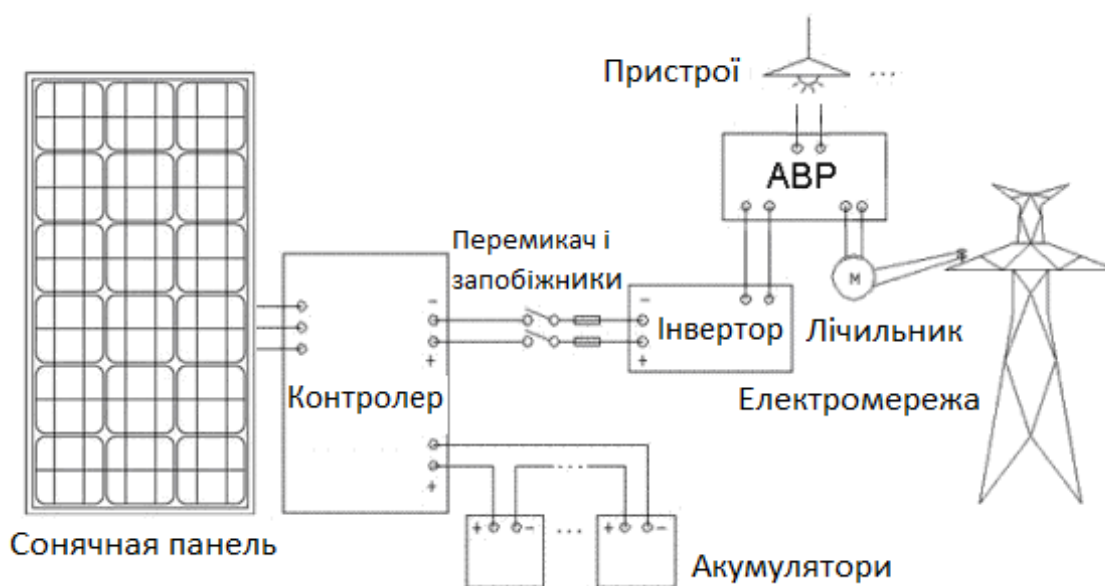 Пристрої
...
АВР
Перемикач і
запобіжники
М
-
-
Інвертор
Лічильник
+
+
Контролер
Електромережа
+
+ -
...
+ -
...
Сонячная панель
Акумулятори